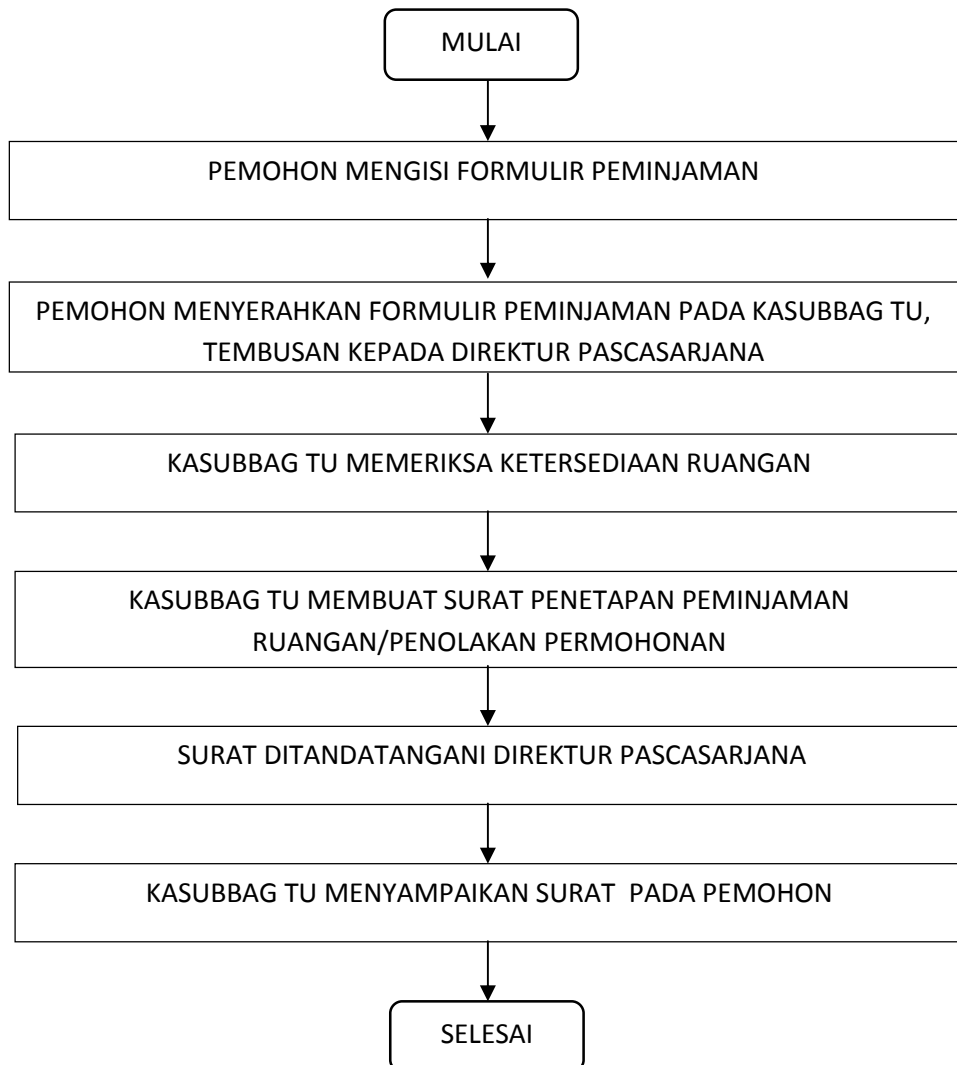 MULAI
PEMOHON MENGISI FORMULIR PEMINJAMAN
PEMOHON MENYERAHKAN FORMULIR PEMINJAMAN PADA KASUBBAG TU,
TEMBUSAN KEPADA DIREKTUR PASCASARJANA
KASUBBAG TU MEMERIKSA KETERSEDIAAN RUANGAN
KASUBBAG TU MEMBUAT SURAT PENETAPAN PEMINJAMAN
RUANGAN/PENOLAKAN PERMOHONAN
SURAT DITANDATANGANI DIREKTUR PASCASARJANA
KASUBBAG TU MENYAMPAIKAN SURAT  PADA PEMOHON
SELESAI